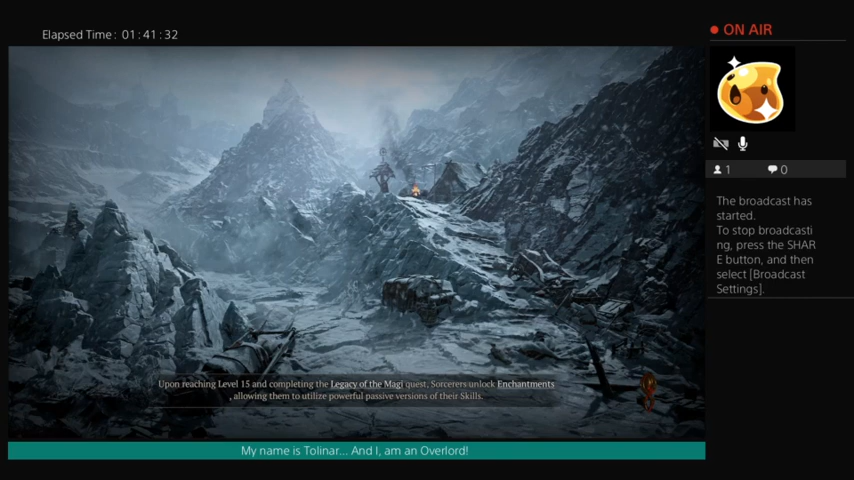 Elapsed Time: 01:41:32
ON AIR
1
0
The broadcast has
started.
To stop broadcasti
ng, press the SHAR
E button, and then
select [Broadcast
Settings].
Upon reaching Level 15 and completing the Legacy of the Magi quest, Sorcerers unlock Enchantments
, allowing them to utilize powerful passive versions of their Skills.
My name is Tolinar... And I, am an Overlord!